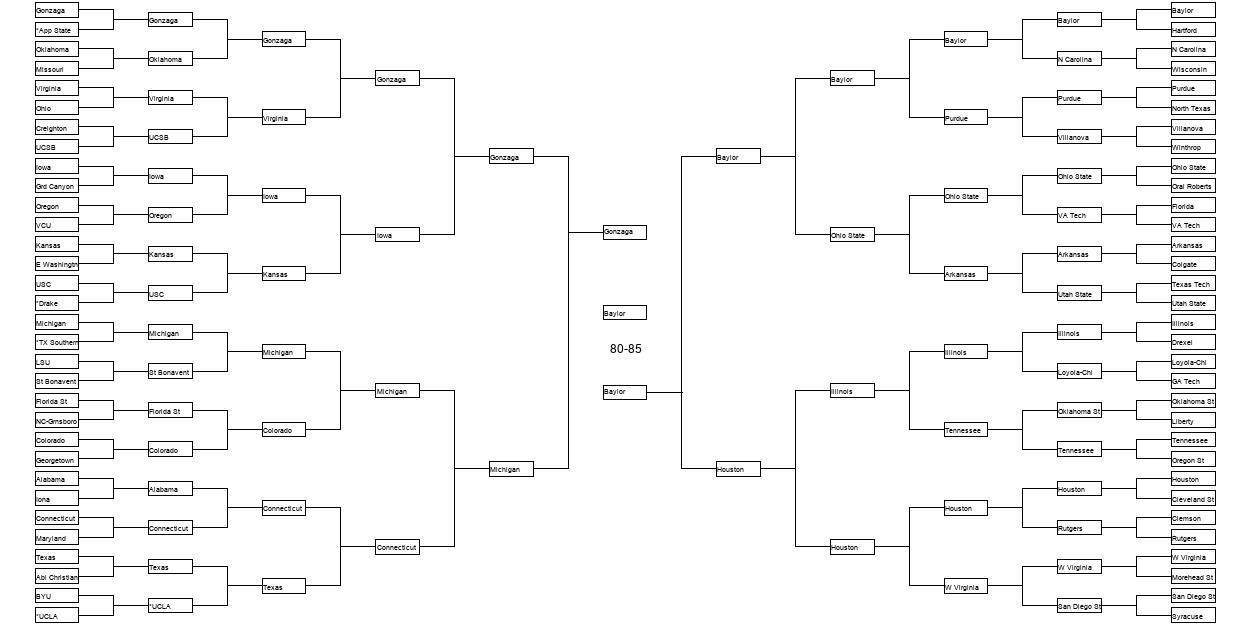 Gonzaga
*App State
Oklahoma
Missouri
Virginia
Ohio
Creighton
UCSB
Iowa
Grd Canyon
Oregon
VCU
Kansas
E Washingtn
USC
*Drake
Michigan
*TX Southern
LSU
St Bonavent
Florida St
NC-Grnsboro
Colorado
Georgetown
Alabama
Iona
Connecticut
Maryland
Texas
Abl Christian
BYU
*UCLA
Gonzaga
Oklahoma
Virginia
UCSB
Iowa
Oregon
Kansas
USC
Michigan
St Bonavent
Florida St
Colorado
Alabama
Connecticut
Texas
*UCLA
Gonzaga
Virginia
Iowa
Kansas
Michigan
Colorado
Connecticut
Texas
Gonzaga
Iowa
Michigan
Connecticut
Gonzaga
Michigan
Gonzaga
Baylor
80-85
Baylor
Baylor
Houston
Baylor
Ohio State
Illinois
Houston
Baylor
Purdue
Ohio State
Arkansas
Illinois
Tennessee
Houston
W Virginia
Baylor
N Carolina
Purdue
Villanova
Ohio State
VA Tech
Arkansas
Utah State
Illinois
Loyola-Chi
Oklahoma St
Tennessee
Houston
Rutgers
W Virginia
San Diego St
Baylor
Hartford
N Carolina
Wisconsin
Purdue
North Texas
Villanova
Winthrop
Ohio State
Oral Roberts
Florida
VA Tech
Arkansas
Colgate
Texas Tech
Utah State
Illinois
Drexel
Loyola-Chi
GA Tech
Oklahoma St
Liberty
Tennessee
Oregon St
Houston
Cleveland St
Clemson
Rutgers
W Virginia
Morehead St
San Diego St
Syracuse